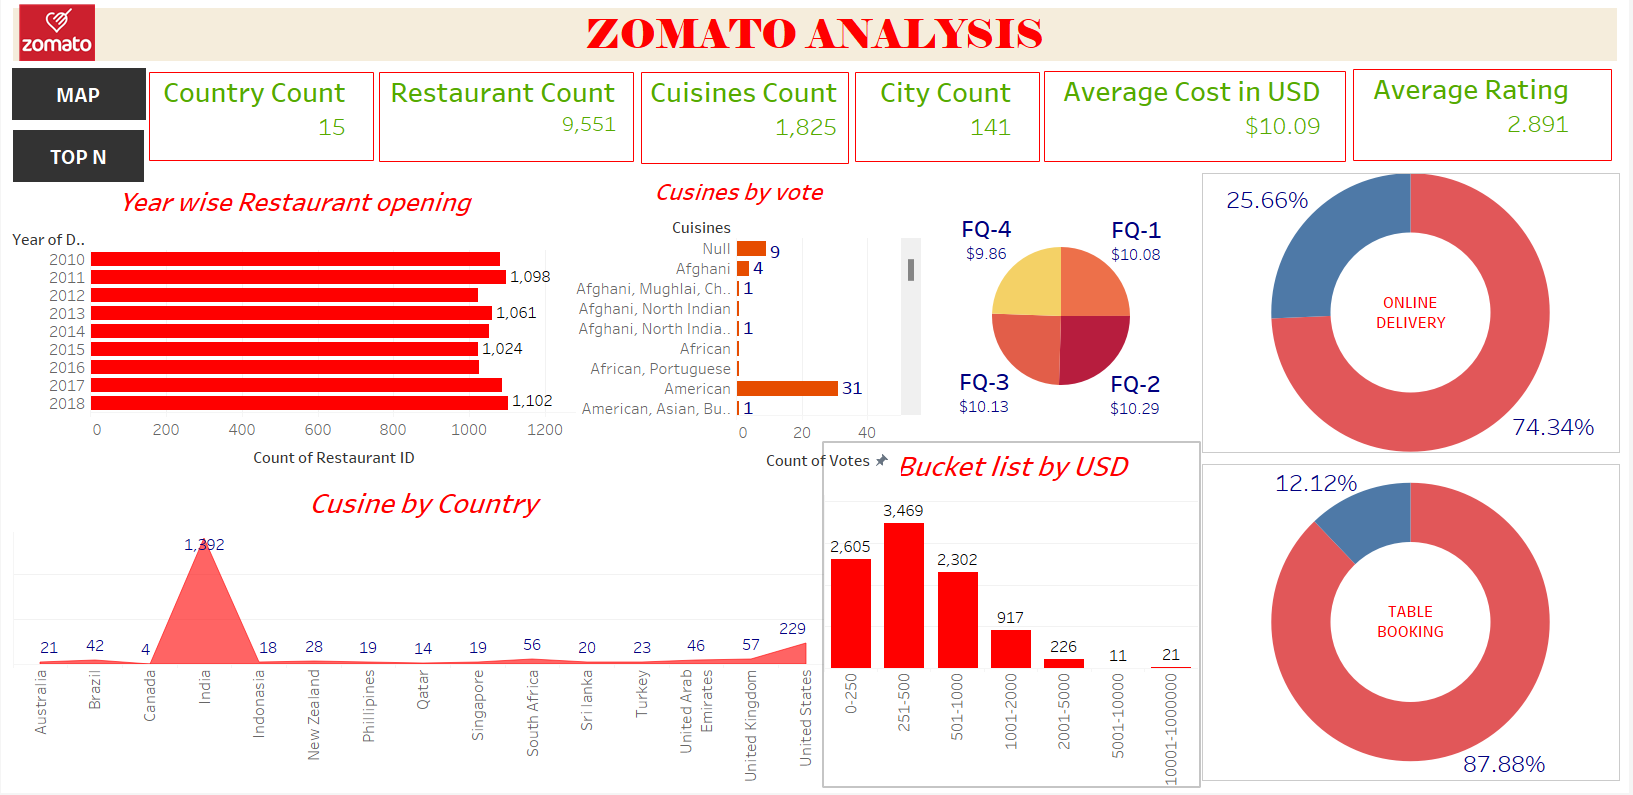 zomato
ZOMATO ANALYSIS
MAP
TOP N
Country Count
15
Restaurant Count
9,551
Cuisines Count
1,825
City Count
141
Average Cost in USD
$10.09
Average Rating
2.891
Year wise Restaurant opening
Year of D..
2010
2011 1,098
2012
2013 1,061
2014
2015 1,024
2016
2017
2018 1,102
0 200 400 600 800 1000 1200
Count of Restaurant ID
Cusines by vote
Cuisines
Null 9
Afghani 4
Afghani, Mughlai, Ch.. 1
Afghani, North Indian
Afghani, North India.. 1
African
African, Portuguese
American 31
American, Asian, Bu.. 1
0 20 40
Count of Votes
FQ-4
$9.86
FQ-1
$10.08
FQ-3
$10.13
FQ-2
$10.29
25.66%
ONLINE
DELIVERY
74.34%
Cusine by Country
1,392
21 42 4 18 28 19 14 19 56 20 23 46 57 229
Australia
Brazil
Canada
India
Indonasia
New Zealand
Phillipines
Qatar
Singapore
South Africa
Sri lanka
Turkey
United Arab
Emirates
United Kingdom
United States
Bucket list by USD
2,605
3,469
2,302
917
226
11
21
0-250
251-500
501-1000
1001-2000
2001-5000
5001-10000
10001-1000000
12.12%
TABLE
BOOKING
87.88%